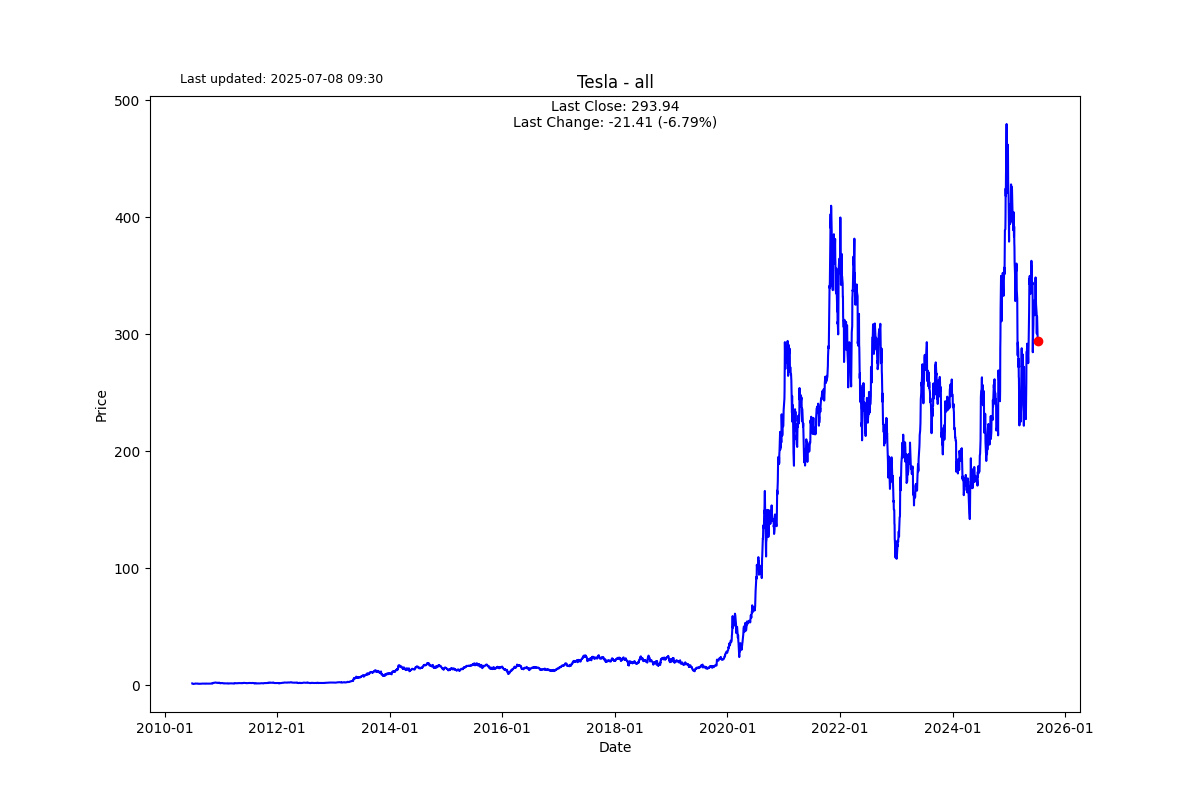 Last updated: 2025-07-08 09:30
Tesla - all
Last Close: 293.94
Last Change: -21.41 (-6.79%)
500
400
300
200
100
0
Price
2010-01 2012-01 2014-01 2016-01 2018-01 2020-01 2022-01 2024-01 2026-01
Date